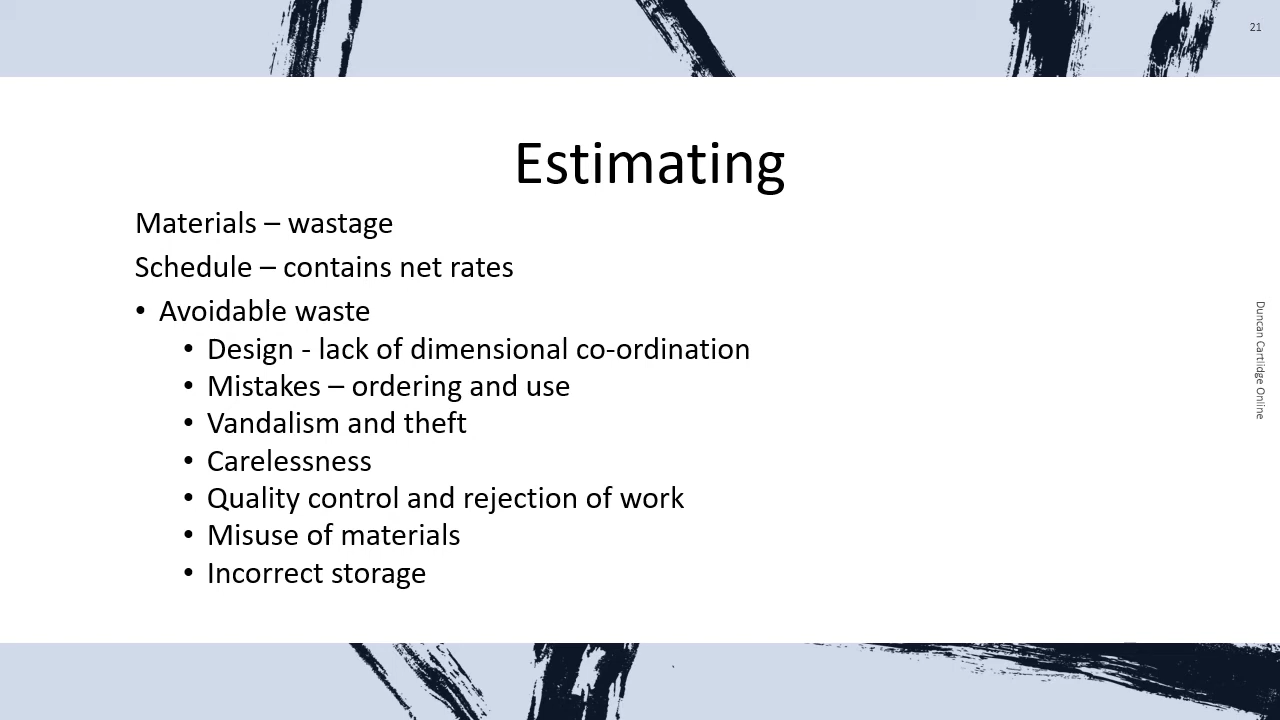 21
Estimating
Materials – wastage
Schedule – contains net rates
• Avoidable waste
• Design - lack of dimensional co-ordination
• Mistakes – ordering and use
• Vandalism and theft
• Carelessness
• Quality control and rejection of work
• Misuse of materials
• Incorrect storage
Duncan Cartlidge Online